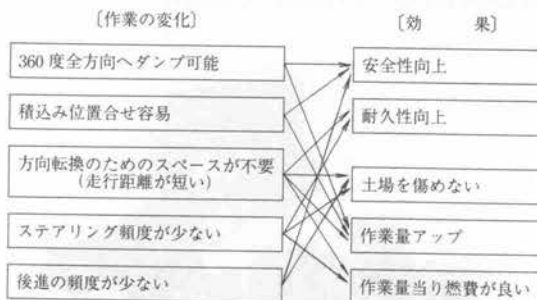 〔作業の変化〕
〔効　　果〕
360度全方向へダンプ可能
積込み位置合せ容易
方向転換のためのスペースが不要
(走行距離が短い)
ステアリング頻度が少ない
後進の頻度が少ない
安全性向上
耐久性向上
土場を傷めない
作業量アップ
作業量当り燃費が良い